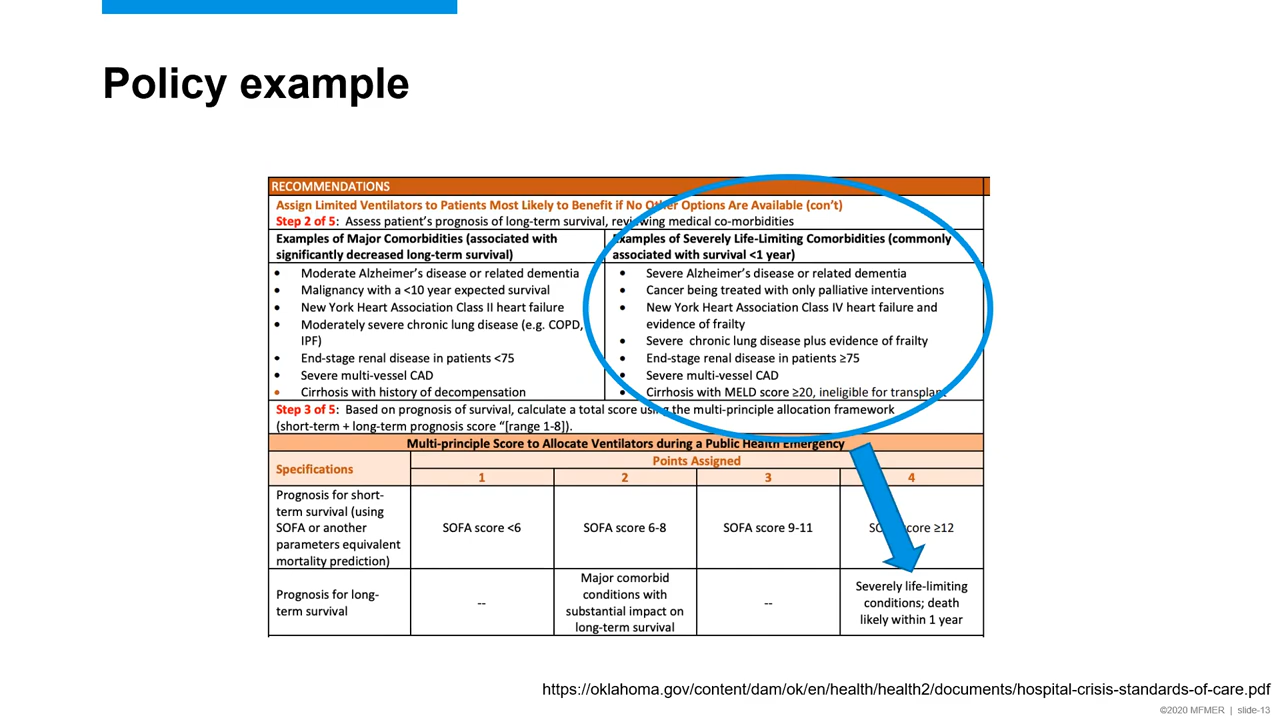 Policy example
RECOMMENDATIONS
Assign Limited Ventilators to Patients Most Likely to Benefit if No Other Options Are Available (con’t)
Step 2 of 5: Assess patient’s prognosis of long-term survival, reviewing medical co-morbidities
Examples of Major Comorbidities (associated with
significantly decreased long-term survival)
• Moderate Alzheimer’s disease or related dementia
• Malignancy with a <10 year expected survival
• New York Heart Association Class II heart failure
• Moderately severe chronic lung disease (e.g. COPD,
IPF)
• End-stage renal disease in patients <75
• Severe multi-vessel CAD
• Cirrhosis with history of decompensation
Examples of Severely Life-Limiting Comorbidities (commonly
associated with survival <1 year)
• Severe Alzheimer’s disease or related dementia
• Cancer being treated with only palliative interventions
• New York Heart Association Class IV heart failure and
evidence of frailty
• Severe chronic lung disease plus evidence of frailty
• End-stage renal disease in patients ≥75
• Severe multi-vessel CAD
• Cirrhosis with MELD score ≥20, ineligible for transplant
Step 3 of 5: Based on prognosis of survival, calculate a total score using the multi-principle allocation framework
(short-term + long-term prognosis score “[range 1-8]).
Multi-principle Score to Allocate Ventilators during a Public Health Emergency
Specifications
Points Assigned
1 2 3 4
Prognosis for short-
term survival (using
SOFA or another
parameters equivalent
mortality prediction)
SOFA score <6
SOFA score 6-8
SOFA score 9-11
SOFA score ≥12
Prognosis for long-
term survival
--
Major comorbid
conditions with
substantial impact on
long-term survival
--
Severely life-limiting
conditions; death
likely within 1 year
https://oklahoma.gov/content/dam/ok/en/health/health2/documents/hospital-crisis-standards-of-care.pdf
©2020 MFMER | slide-13